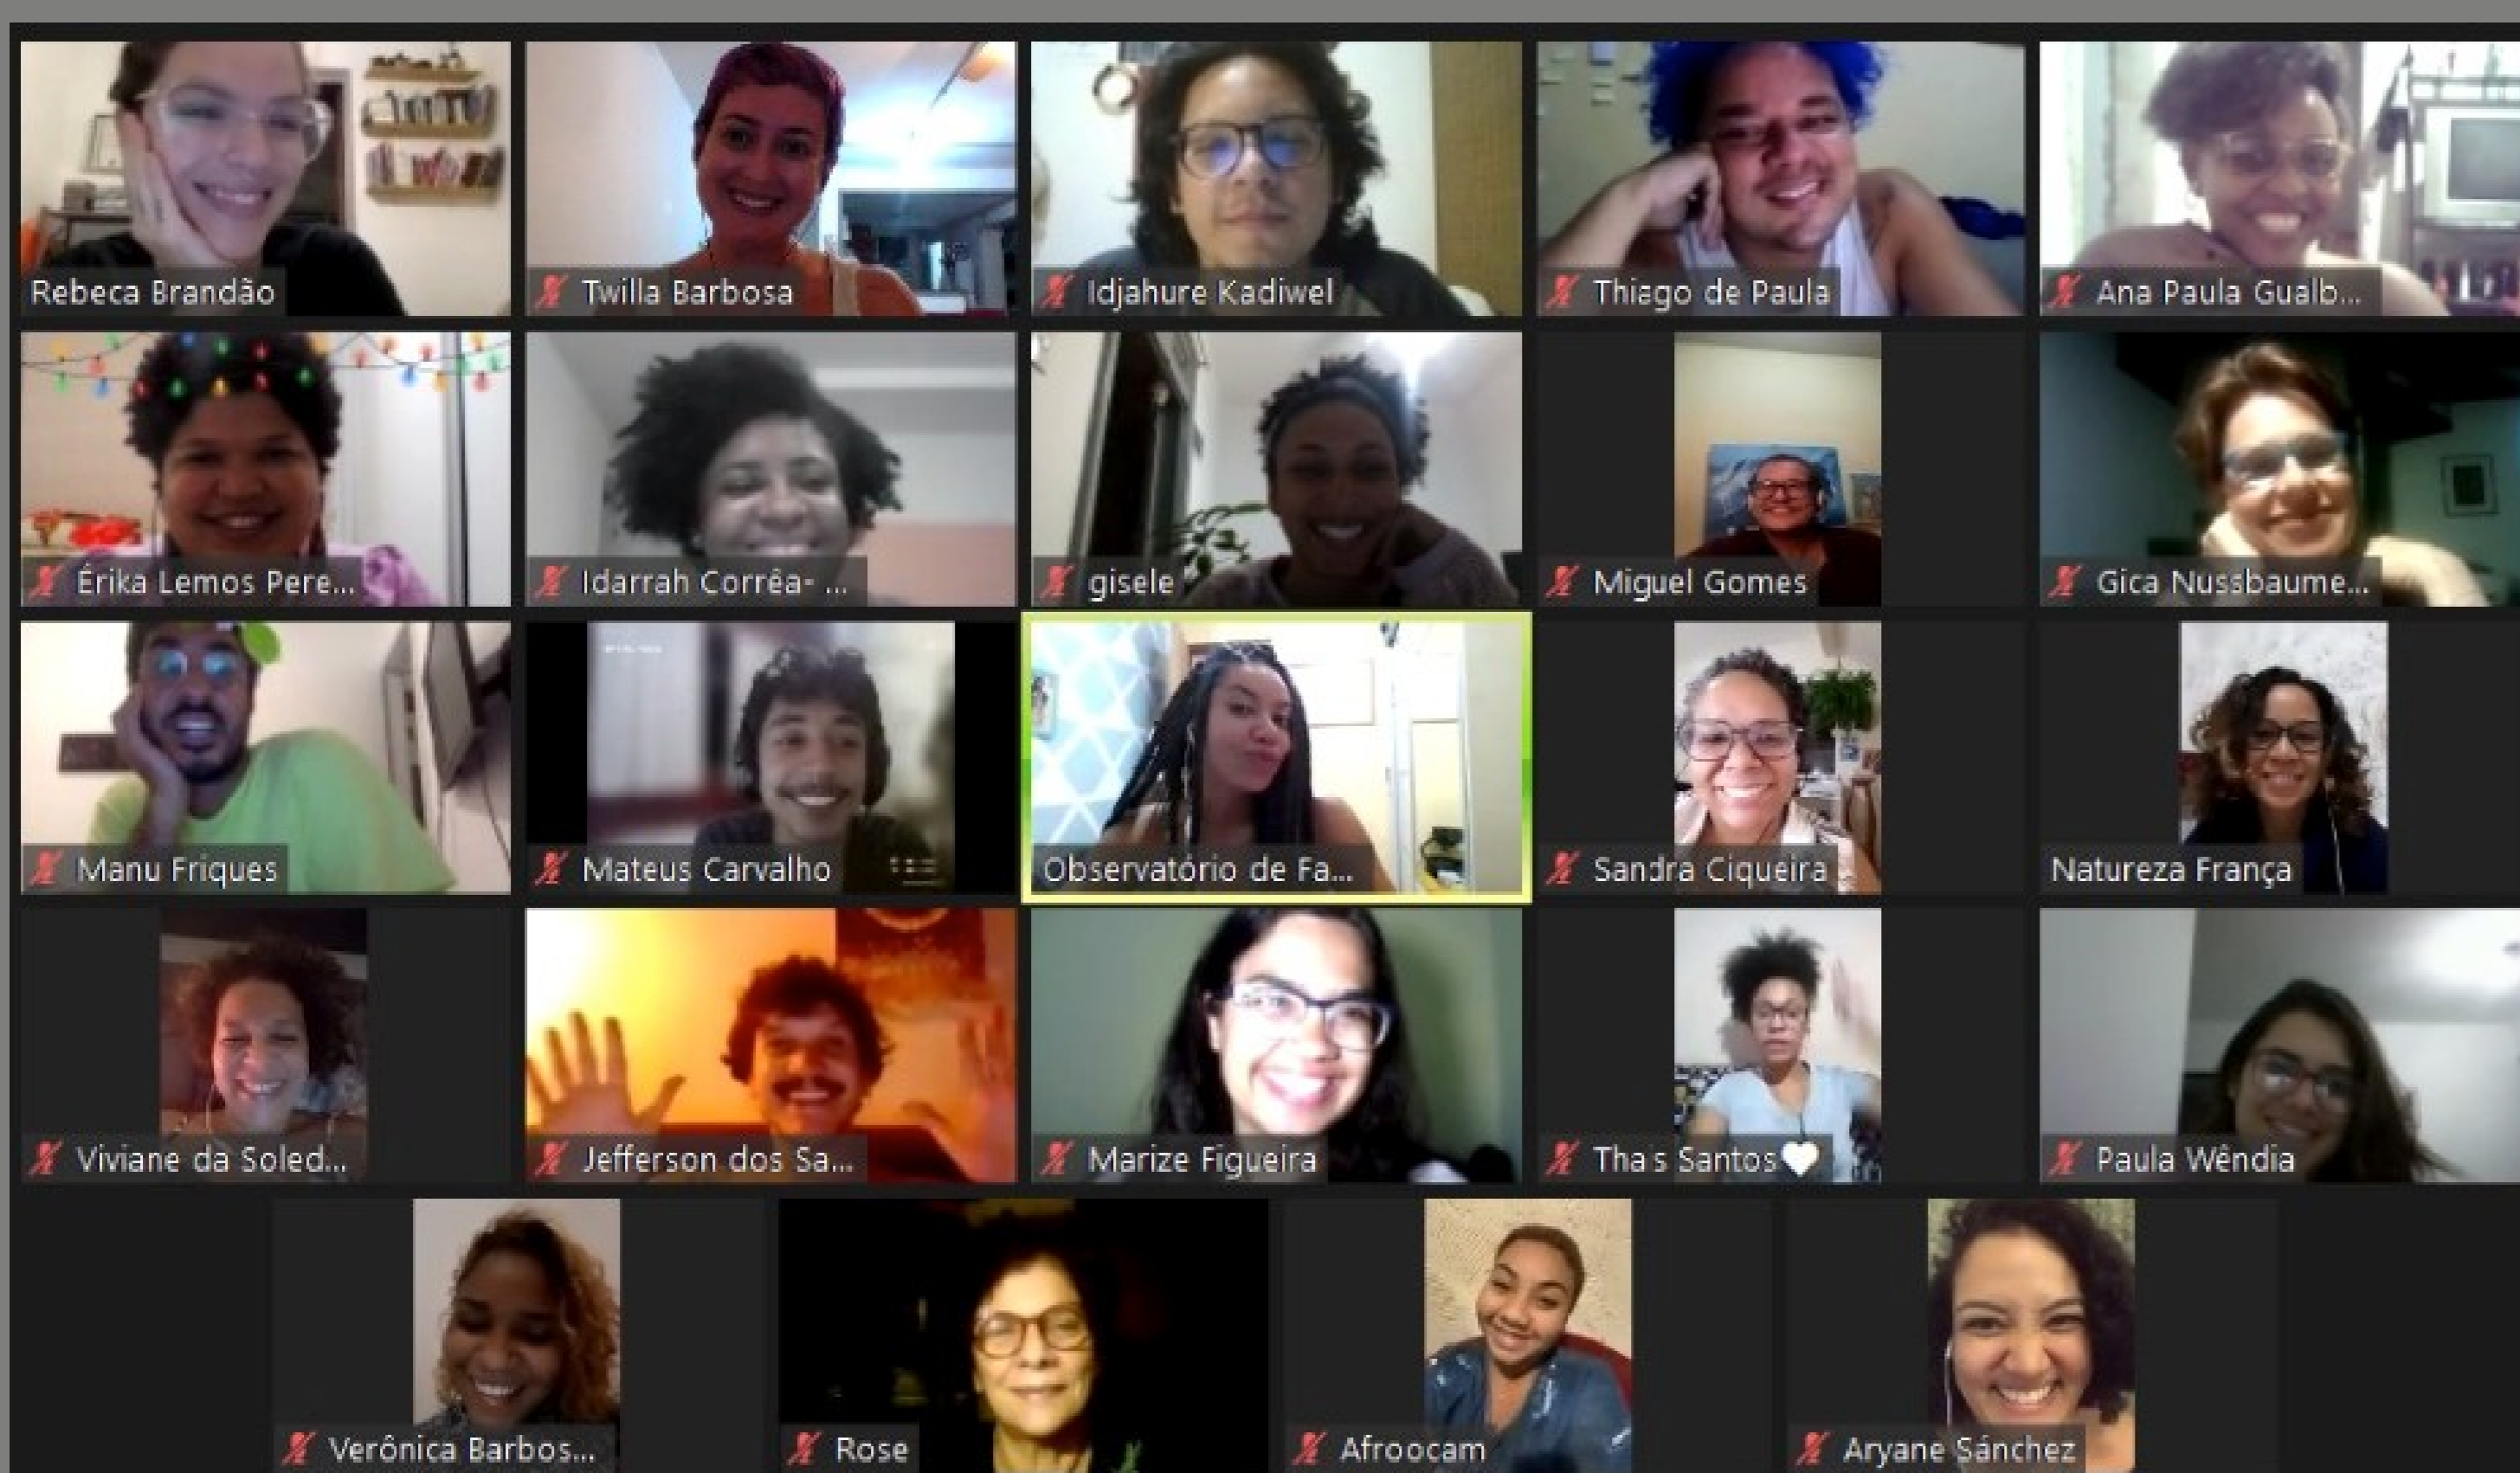 Rebeca Brandão
Twilla Barbosa
Idjahure Kadiwel
Thiago de Paula
Ana Paula Gualb...
Érika Lemos Pere...
Idarrah Corrêa- ...
gisele
Miguel Gomes
Gica Nussbaume...
Manu Friques
Mateus Carvalho
Observatório de Fa...
Sandra Ciqueira
Natureza França
Viviane da Soled...
Jefferson dos Sa...
Marize Figueira
Tha's Santos🤍
Paula Wêndia
Verônica Barbos...
Rose
Afroocam
Aryane Sánchez